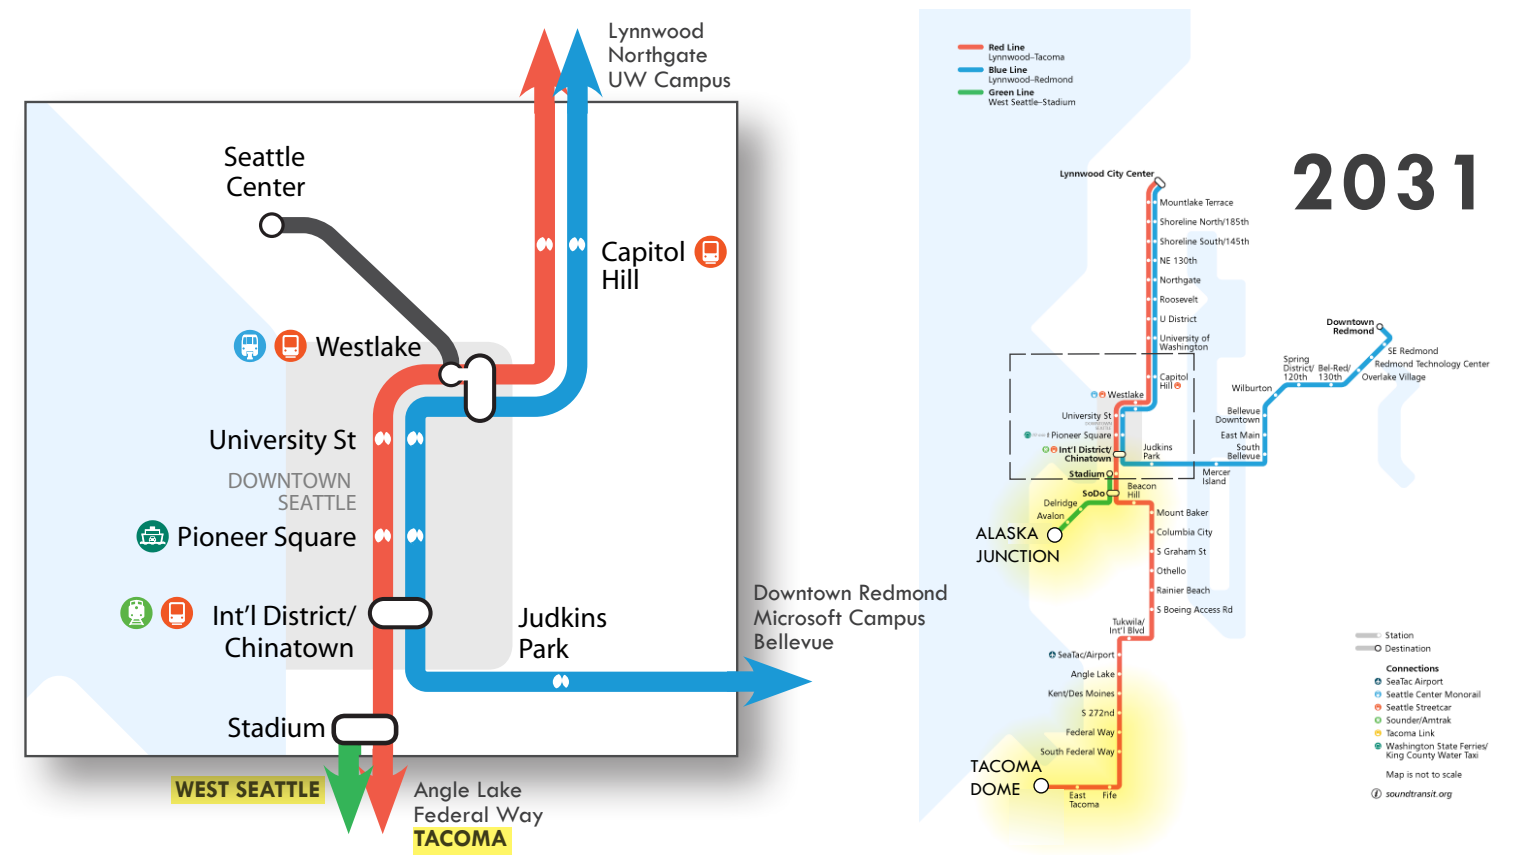 Lynnwood
Northgate
UW Campus
Seattle
Center
Capitol
Hill
Westlake
University St
DOWNTOWN
SEATTLE
Pioneer Square
Int'l District/
Chinatown
Judkins
Park
Downtown Redmond
Microsoft Campus
Bellevue
Stadium
WEST SEATTLE
Angle Lake
Federal Way
TACOMA
Red Line
Lynnwood–Tacoma
Blue Line
Lynnwood–Redmond
Green Line
West Seattle–Stadium
2031
Lynnwood City Center
Mountlake Terrace
Shoreline North/185th
Shoreline South/145th
NE 130th
Northgate
Roosevelt
U District
University of
Washington
Capitol
Hill
Westlake
University St
DOWNTOWN
SEATTLE
Pioneer Square
Int'l District/
Chinatown
Judkins
Park
Stadium
SoDo
Beacon
Hill
Delridge
Avalon
ALASKA
JUNCTION
Mercer
Island
South
Bellevue
East Main
Bellevue
Downtown
Wilburton
Spring
District/
120th
Bel-Red/
130th
Overlake Village
Redmond Technology Center
SE Redmond
Downtown
Redmond
Mount Baker
Columbia City
S Graham St
Othello
Rainier Beach
S Boeing Access Rd
Tukwila/
Int'l Blvd
SeaTac/Airport
Angle Lake
Kent/Des Moines
S 272nd
Federal Way
South Federal Way
TACOMA
DOME
East
Tacoma
Fife
Station
Destination
Connections
SeaTac Airport
Seattle Center Monorail
Seattle Streetcar
Sounder/Amtrak
Tacoma Link
Washington State Ferries/
King County Water Taxi
Map is not to scale
soundtransit.org